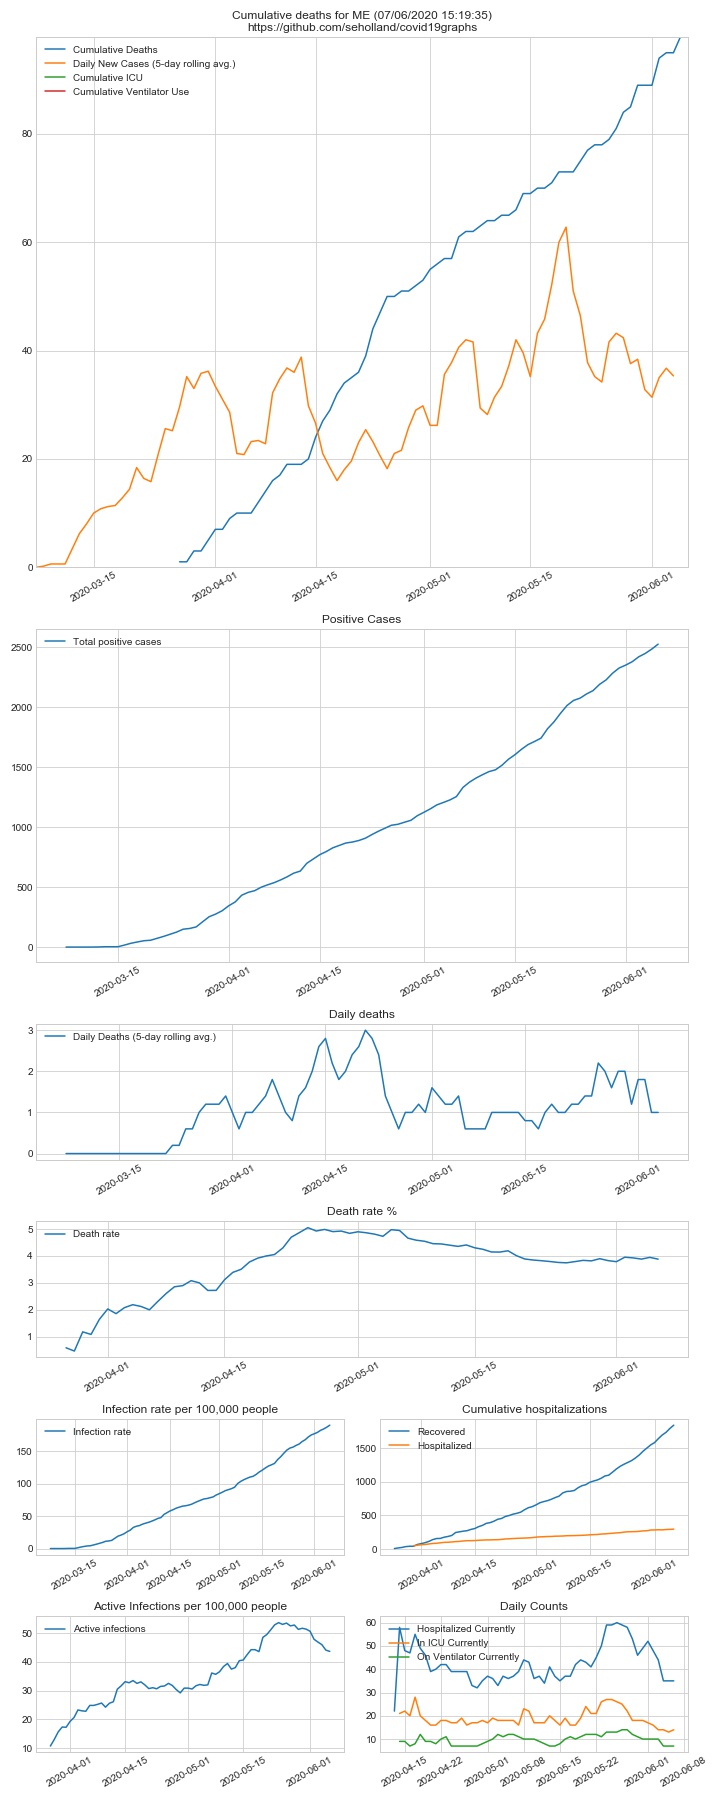 Cumulative deaths for ME (07/06/2020 15:19:35)
https://github.com/seholland/covid19graphs
Cumulative Deaths
Daily New Cases (5-day rolling avg.)
Cumulative ICU
Cumulative Ventilator Use
80
60
40
20
0
2020-03-15 2020-04-01 2020-04-15 2020-05-01 2020-05-15 2020-06-01
Positive Cases
Total positive cases
2500
2000
1500
1000
500
0
2020-03-15 2020-04-01 2020-04-15 2020-05-01 2020-05-15 2020-06-01
Daily deaths
Daily Deaths (5-day rolling avg.)
3
2
1
0
2020-03-15 2020-04-01 2020-04-15 2020-05-01 2020-05-15 2020-06-01
Death rate %
Death rate
5
4
3
2
1
2020-04-01 2020-04-15 2020-05-01 2020-05-15 2020-06-01
Infection rate per 100,000 people
Infection rate
150
100
50
0
2020-03-15 2020-04-01 2020-04-15 2020-05-01 2020-05-15 2020-06-01
Cumulative hospitalizations
Recovered
Hospitalized
1500
1000
500
0
2020-04-01 2020-04-15 2020-05-01 2020-05-15 2020-06-01
Active Infections per 100,000 people
Active infections
50
40
30
20
10
2020-04-01 2020-04-15 2020-05-01 2020-05-15 2020-06-01
Daily Counts
Hospitalized Currently
In ICU Currently
On Ventilator Currently
60
50
40
30
20
10
2020-04-15 2020-04-22 2020-05-01 2020-05-08 2020-05-15 2020-05-22 2020-06-01 2020-06-08